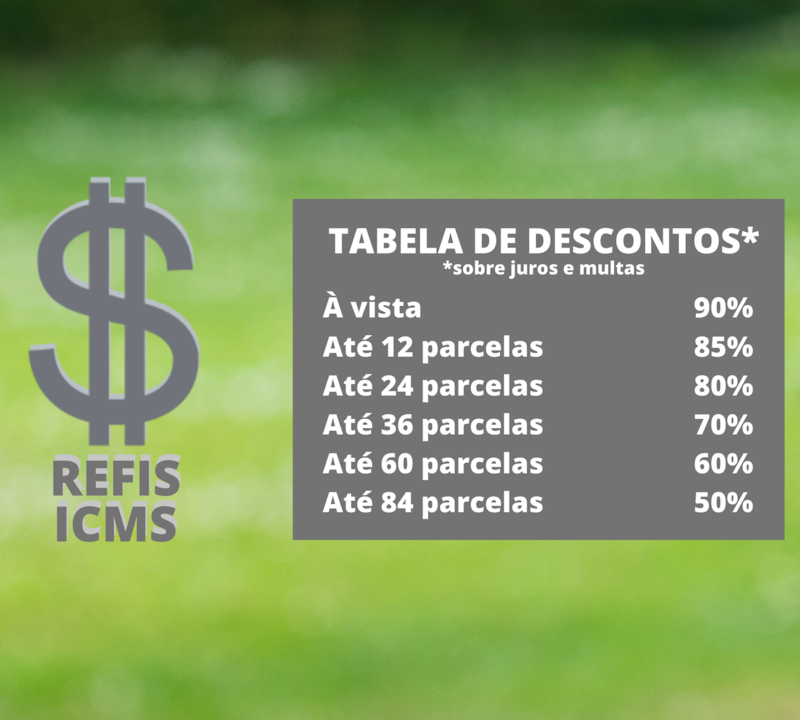 REFIS
ICMS
TABELA DE DESCONTOS*
*sobre juros e multas
À vista 90%
Até 12 parcelas 85%
Até 24 parcelas 80%
Até 36 parcelas 70%
Até 60 parcelas 60%
Até 84 parcelas 50%